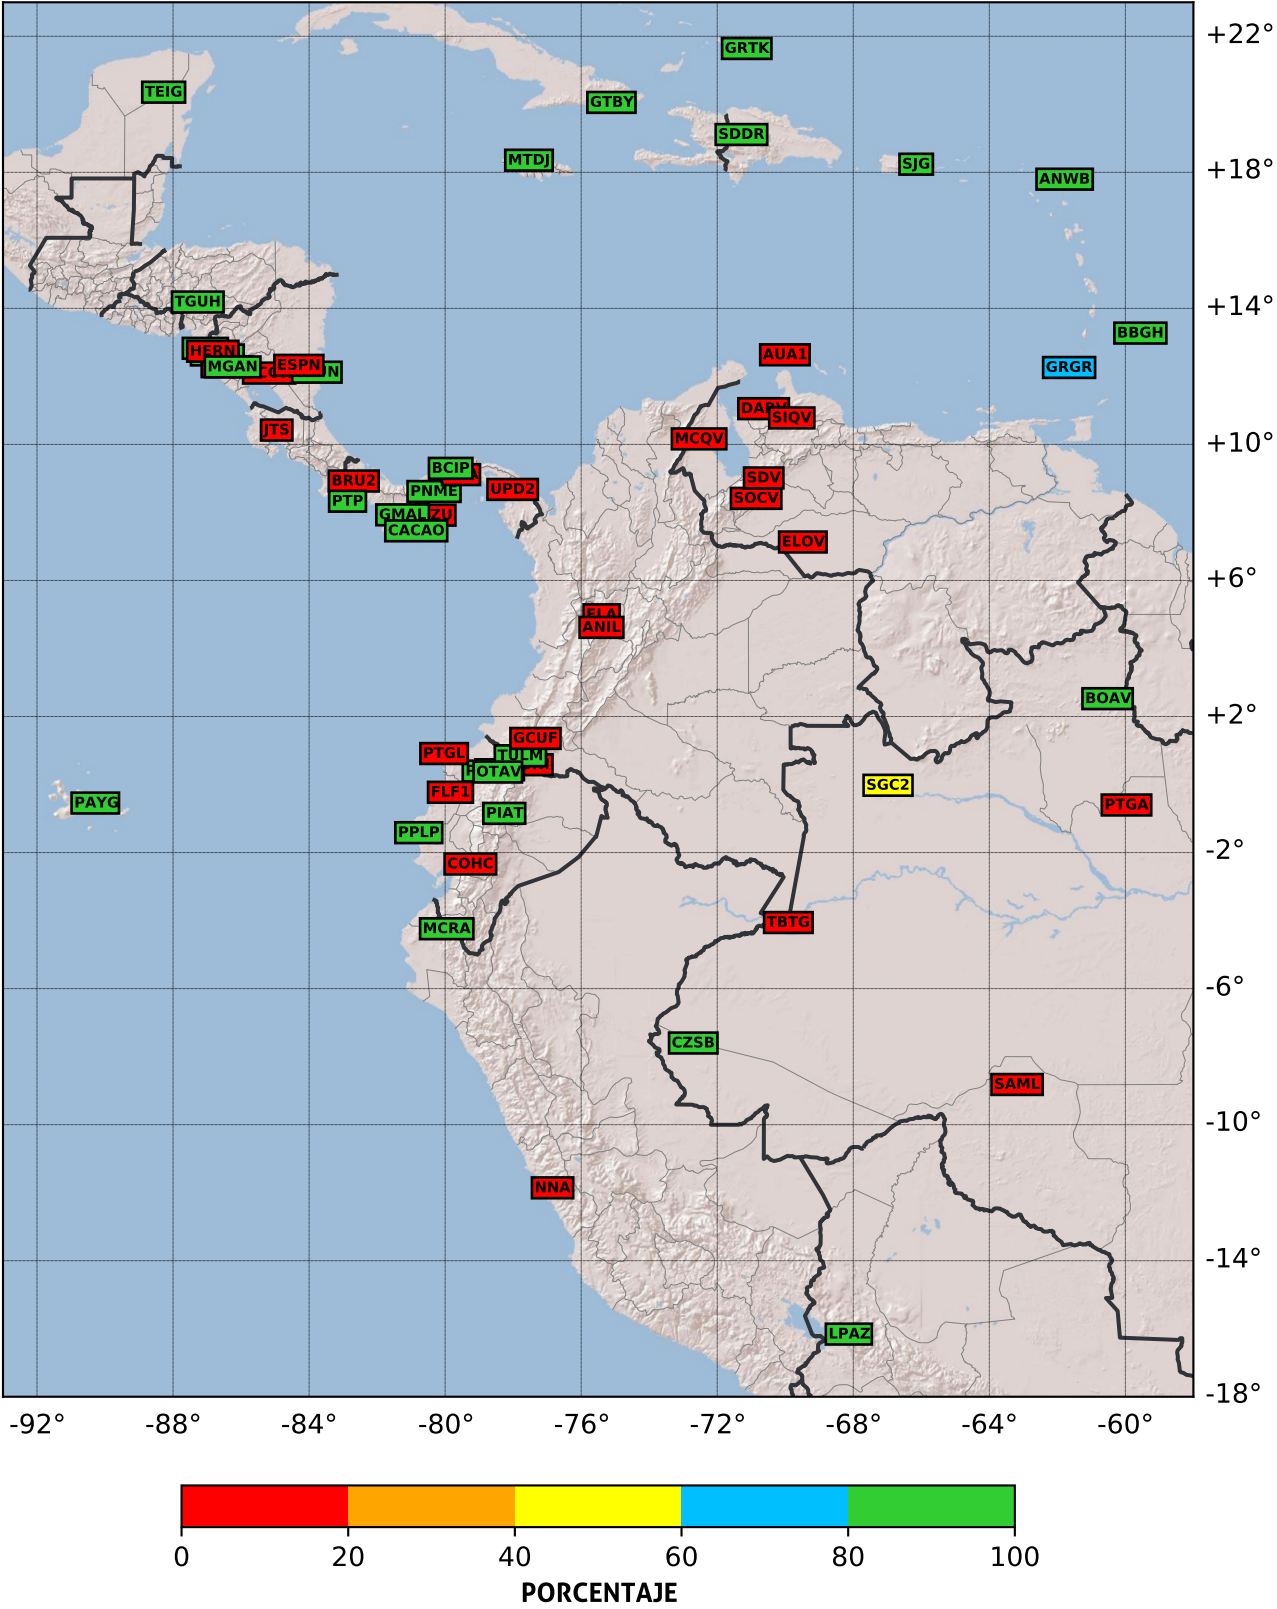 GRTK
+22°
TEIG
GTBY
SDDR
MTDJ
SJG
ANWB
+18°
TGUH
+14°
BBGH
HERN
AUA1
MGAN
ESPN
GRGR
SIQV
JTS
MCQV
+10°
BCIP
BRU2
SDV
PTP
PNME
UPD2
SOCV
GMAL
CACAO
ELOV
+6°
ANIL
BOAV
+2°
GCUF
PTGL
TULM
POTAV
SGC2
FLF1
PAYG
PIAT
PTGA
PPLP
-2°
COHC
MCRA
TBTG
-6°
CZSB
SAML
-10°
NNA
-14°
LPAZ
-18°
-92° -88° -84° -80° -76° -72° -68° -64° -60°
0 20 40 60 80 100
PORCENTAJE